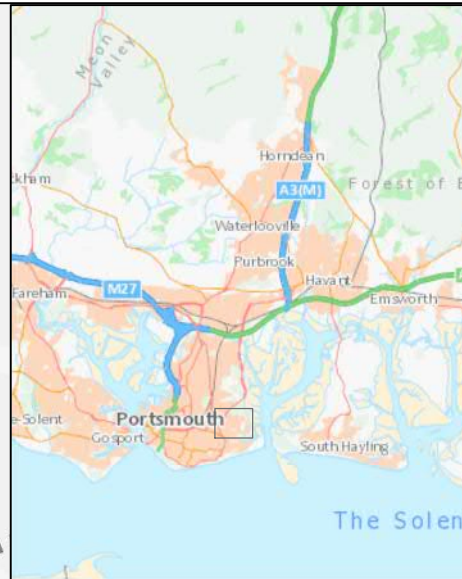 Meon
Valley
ckham
Horndean
A3(M)
Forest of B
Waterlooville
Purbrook
Havant
M27
Fareham
Emsworth
e-Solent
Portsmouth
Gosport
South Hayling
The Solen